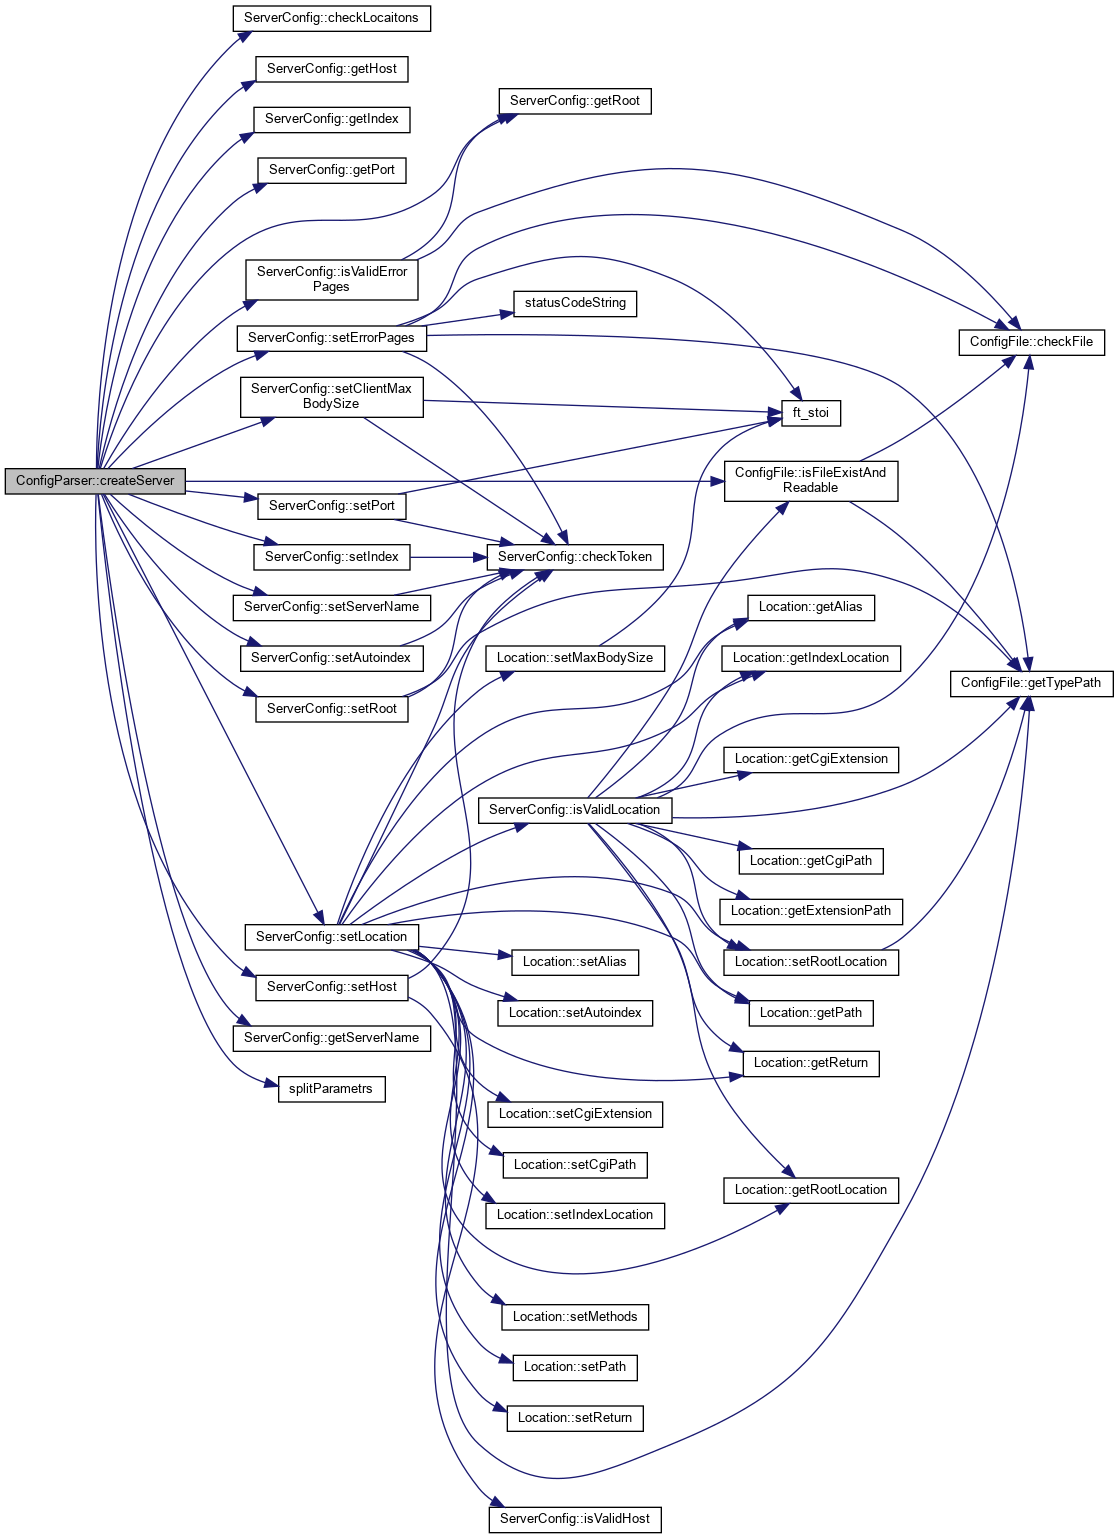 ServerConfig::checkLocaitons
ServerConfig::getHost
ServerConfig::getRoot
ServerConfig::getIndex
ServerConfig::getPort
ServerConfig::isValidError
Pages
statusCodeString
ServerConfig::setErrorPages
ConfigFile::checkFile
ServerConfig::setClientMax
BodySize
ft_stoi
ConfigParser::createServer
ConfigFile::isFileExistAnd
Readable
ServerConfig::setPort
ServerConfig::setIndex
ServerConfig::checkToken
ServerConfig::setServerName
Location::getAlias
ServerConfig::setAutoindex
Location::setMaxBodySize
Location::getIndexLocation
ConfigFile::getTypePath
ServerConfig::setRoot
Location::getCgiExtension
ServerConfig::isValidLocation
Location::getCgiPath
Location::getExtensionPath
ServerConfig::setLocation
Location::setAlias
Location::setRootLocation
ServerConfig::setHost
Location::setAutoindex
Location::getPath
ServerConfig::getServerName
Location::getReturn
splitParametrs
Location::setCgiExtension
Location::setCgiPath
Location::getRootLocation
Location::setIndexLocation
Location::setMethods
Location::setPath
Location::setReturn
ServerConfig::isValidHost